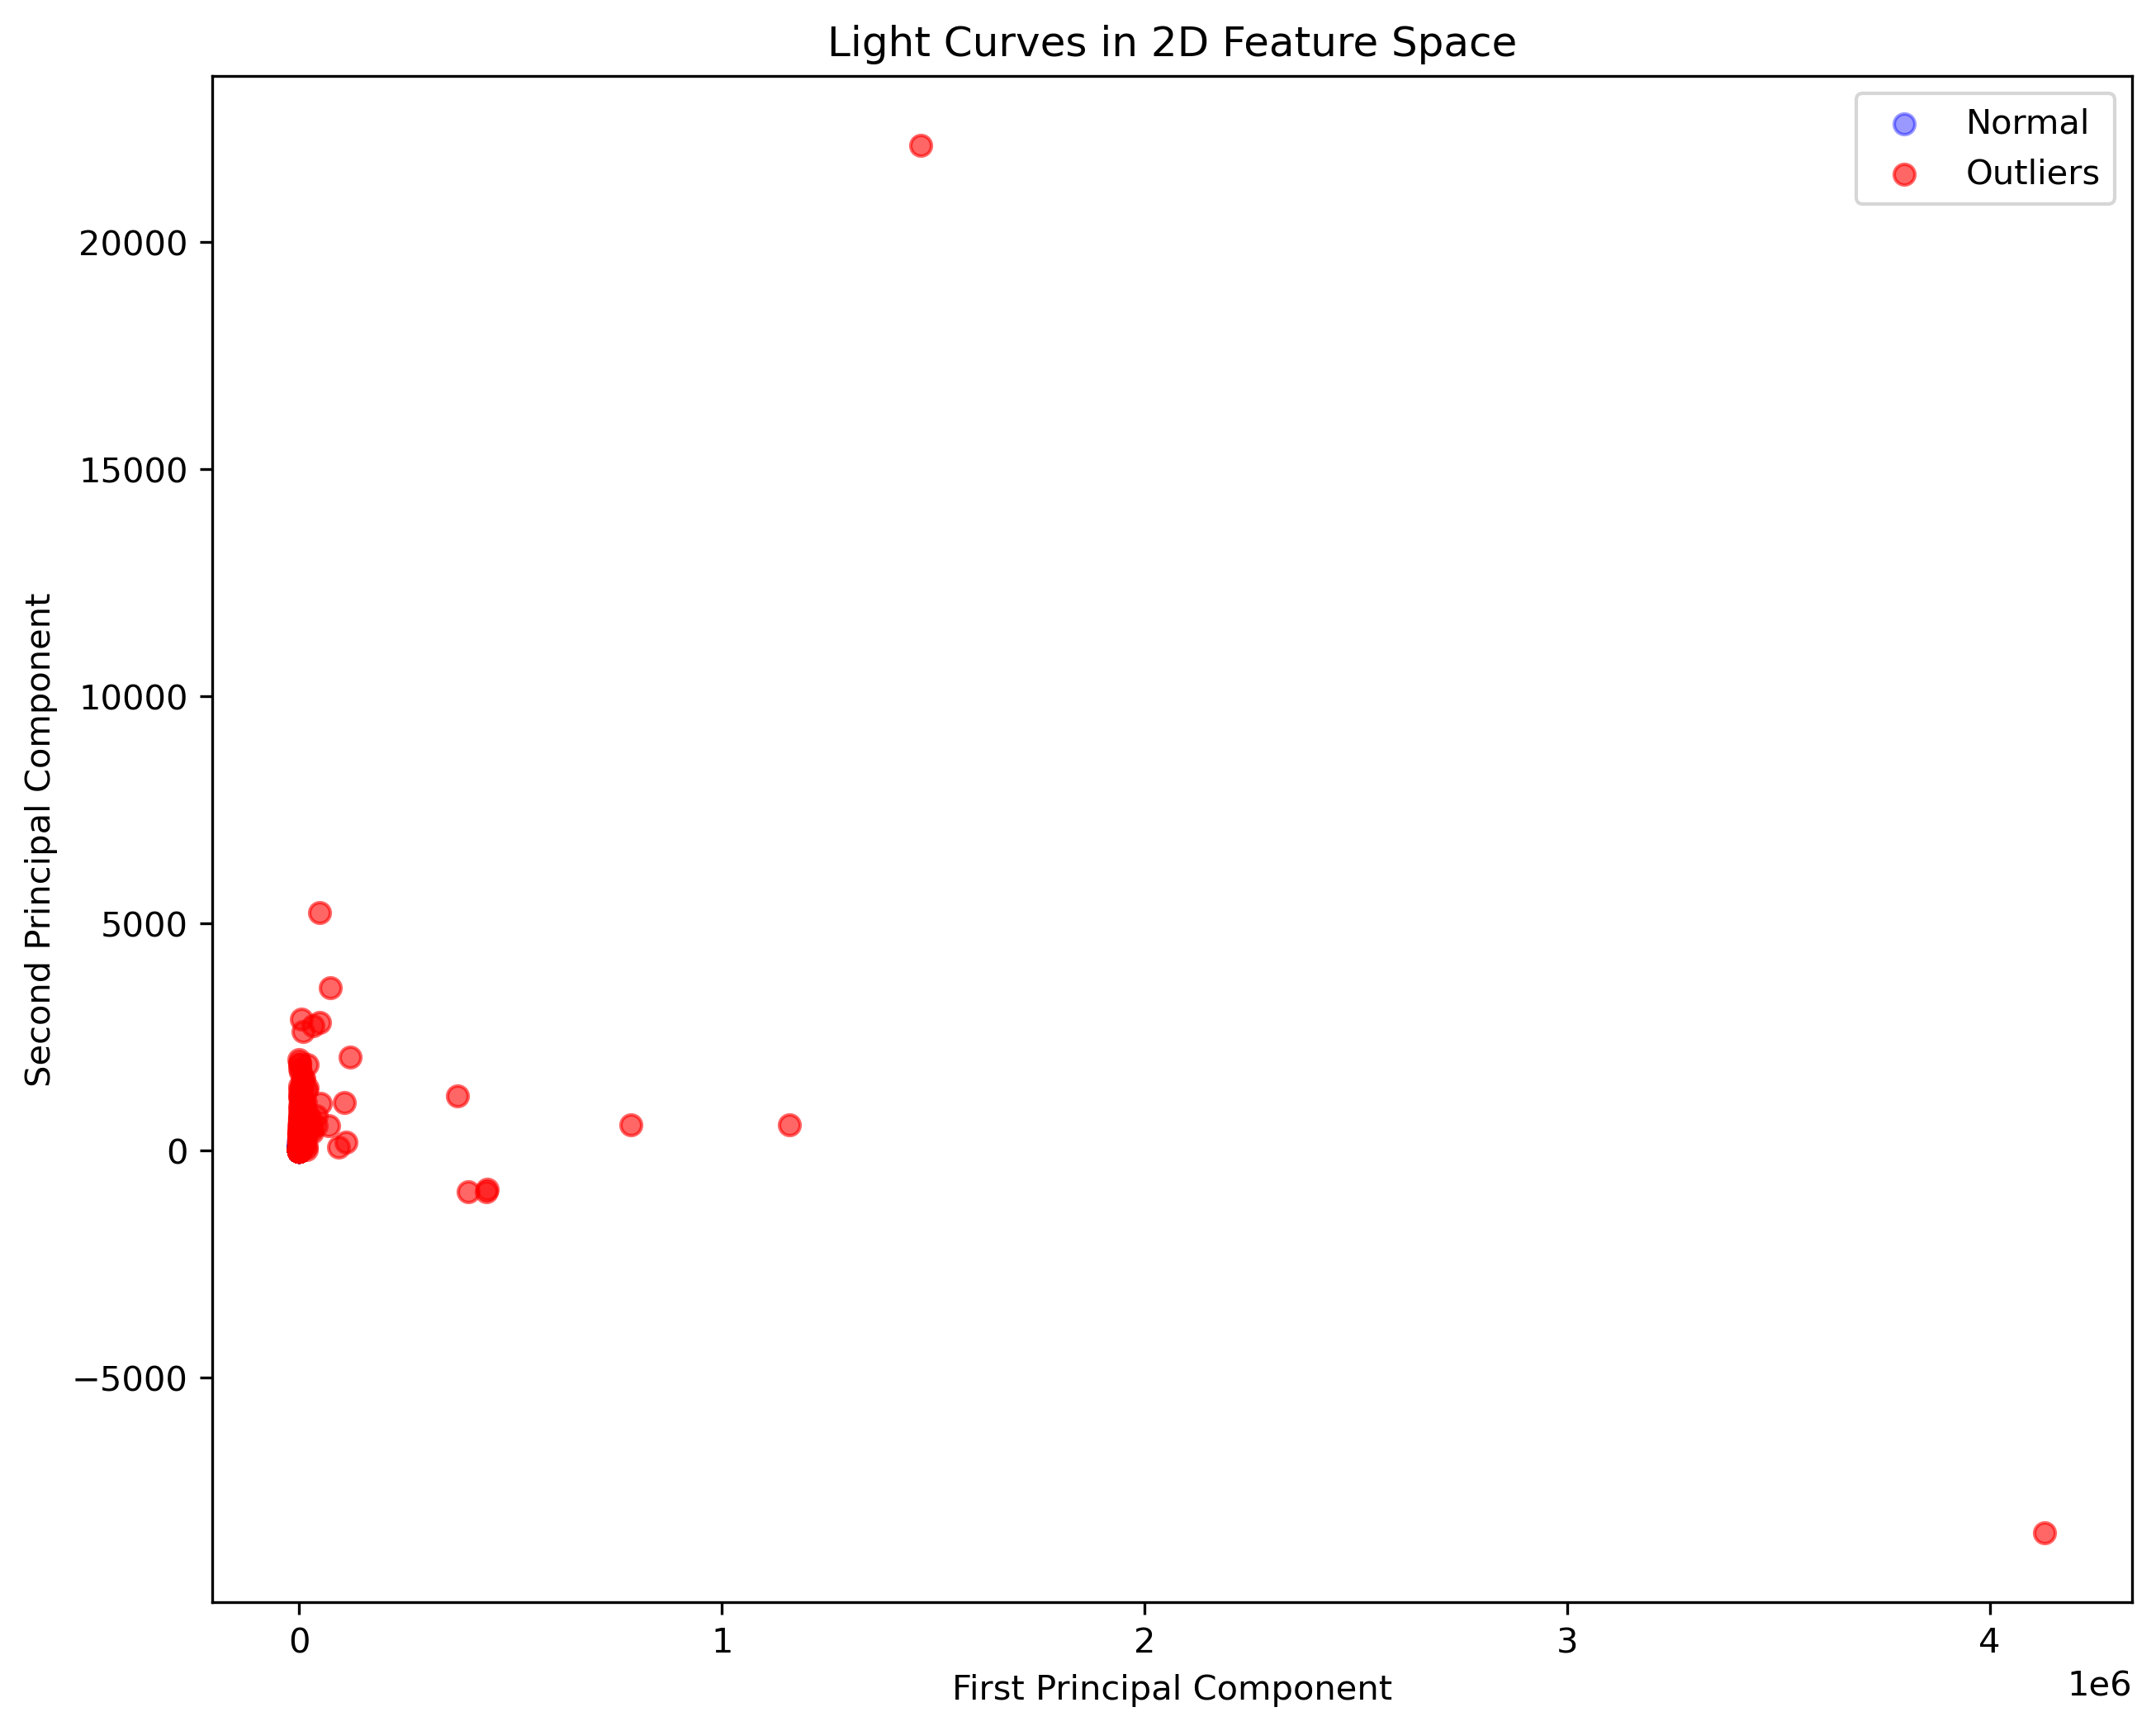 Light Curves in 2D Feature Space
Normal
Outliers
20000
15000
10000
5000
0
−5000
Second Principal Component
0 1 2 3 4
1e6
First Principal Component